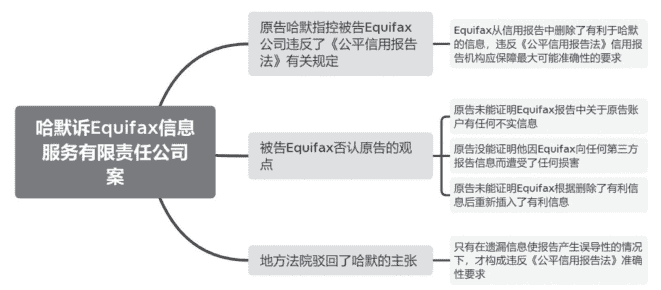 哈默诉Equifax信息
服务有限责任公司
案
原告哈默指控被告Equifax
公司违反了《公平信用报告
法》有关规定
Equifax从信用报告中删除了有利于哈默
的信息，违反《公平信用报告法》信用报
告机构应保障最大可能准确性的要求
被告Equifax否认原告的观
点
原告未能证明Equifax报告中关于原告账
户有任何不实信息
原告没能证明他因Equifax向任何第三方
报告信息而遭受了任何损害
原告未能证明Equifax根据删除了有利信
息后重新插入了有利信息
地方法院驳回了哈默的主张
只有在遗漏信息使报告产生误导性的情况
下，才构成违反《公平信用报告法》准确
性要求